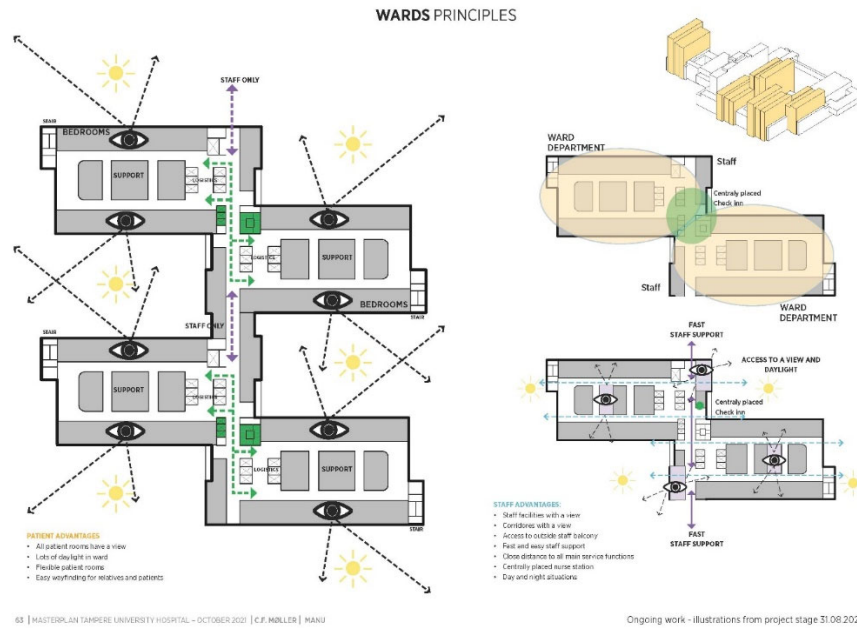 WARDS PRINCIPLES
STAFF ONLY
STAIR
BEDROOMS
SUPPORT
LOGISTICS
LOGISTICS
SUPPORT
BEDROOMS
STAIR
STAFF ONLY
STAIR
SUPPORT
LOGISTICS
LOGISTICS
SUPPORT
STAIR
PATIENT ADVANTAGES
• All patient rooms have a view
• Lots of daylight in ward
• Flexible patient rooms
• Easy wayfinding for relatives and patients
WARD
DEPARTMENT
Staff
Centraly placed
Check inn
Staff
WARD
DEPARTMENT
FAST
STAFF SUPPORT
ACCESS TO A VIEW AND
DAYLIGHT
Centraly placed
Check inn
FAST
STAFF SUPPORT
STAFF ADVANTAGES:
• Staff facilities with a view
• Corridores with a view
• Access to outside staff balcony
• Fast and easy staff support
• Close distance to all main service functions
• Centrally placed nurse station
• Day and night situations
63 | MASTERPLAN TAMPERE UNIVERSITY HOSPITAL – OCTOBER 2021 | C.F. MØLLER | MANU
Ongoing work - illustrations from project stage 31.08.202